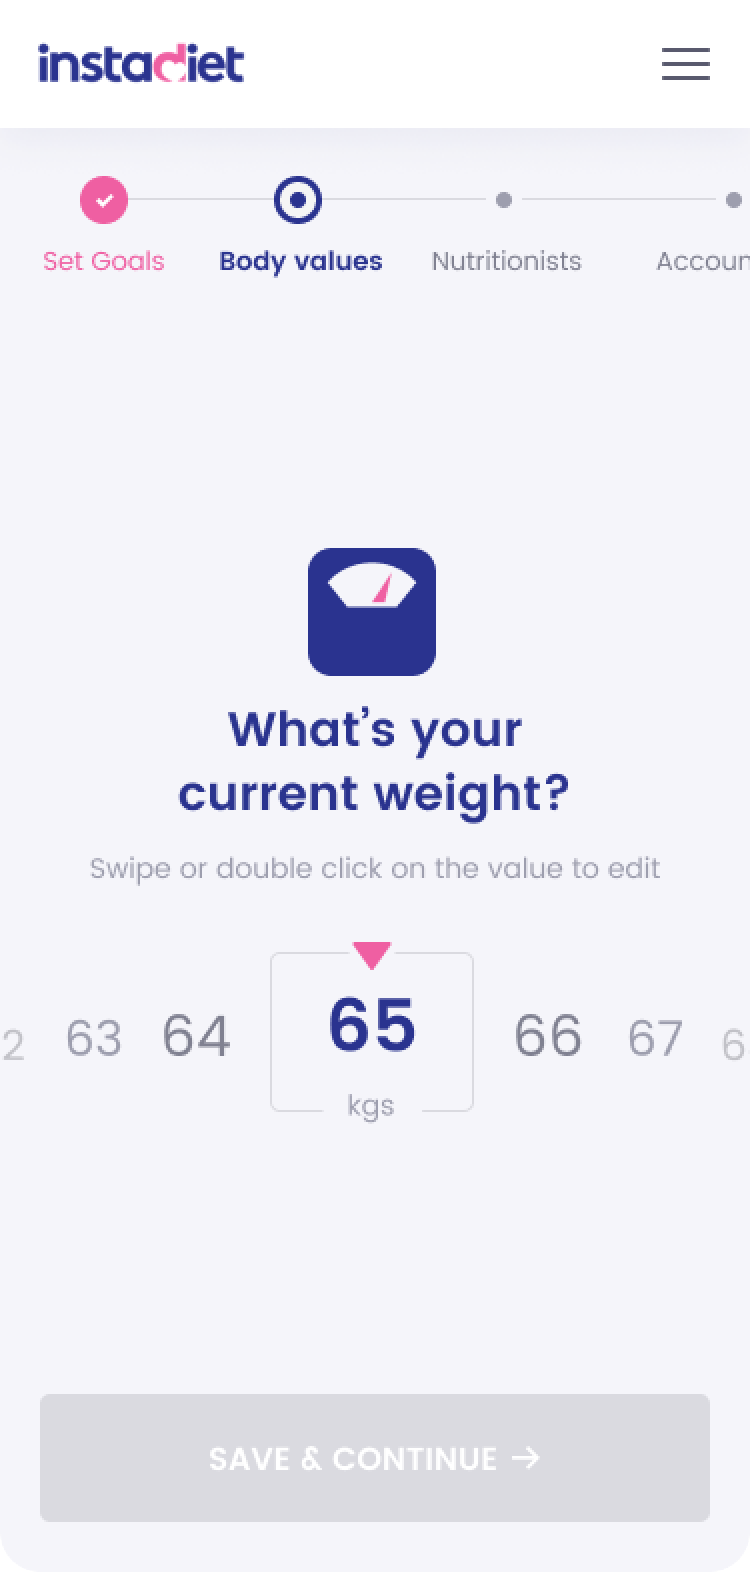 instadiet
Set Goals Body values Nutritionists Accoun
What's your
current weight?
Swipe or double click on the value to edit
2 63 64 65 66 67 6
kgs
SAVE & CONTINUE →